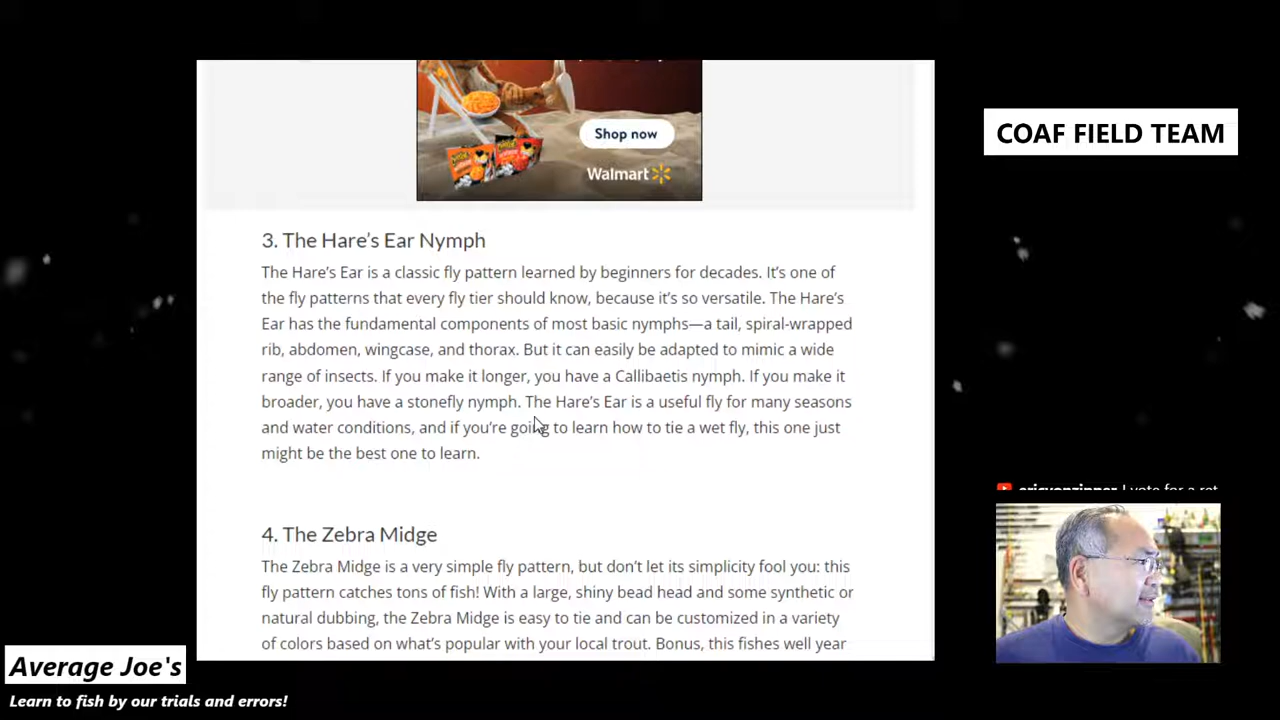 Shop now
Walmart
COAF FIELD TEAM
3. The Hare’s Ear Nymph
The Hare’s Ear is a classic fly pattern learned by beginners for decades. It’s one of
the fly patterns that every fly tier should know, because it’s so versatile. The Hare’s
Ear has the fundamental components of most basic nymphs—a tail, spiral-wrapped
rib, abdomen, wingcase, and thorax. But it can easily be adapted to mimic a wide
range of insects. If you make it longer, you have a Callibaetis nymph. If you make it
broader, you have a stonefly nymph. The Hare’s Ear is a useful fly for many seasons
and water conditions, and if you’re going to learn how to tie a wet fly, this one just
might be the best one to learn.
4. The Zebra Midge
The Zebra Midge is a very simple fly pattern, but don’t let its simplicity fool you: this
fly pattern catches tons of fish! With a large, shiny bead head and some synthetic or
natural dubbing, the Zebra Midge is easy to tie and can be customized in a variety
of colors based on what’s popular with your local trout. Bonus, this fishes well year
I vote for a
Average Joe's
Learn to fish by our trials and errors!